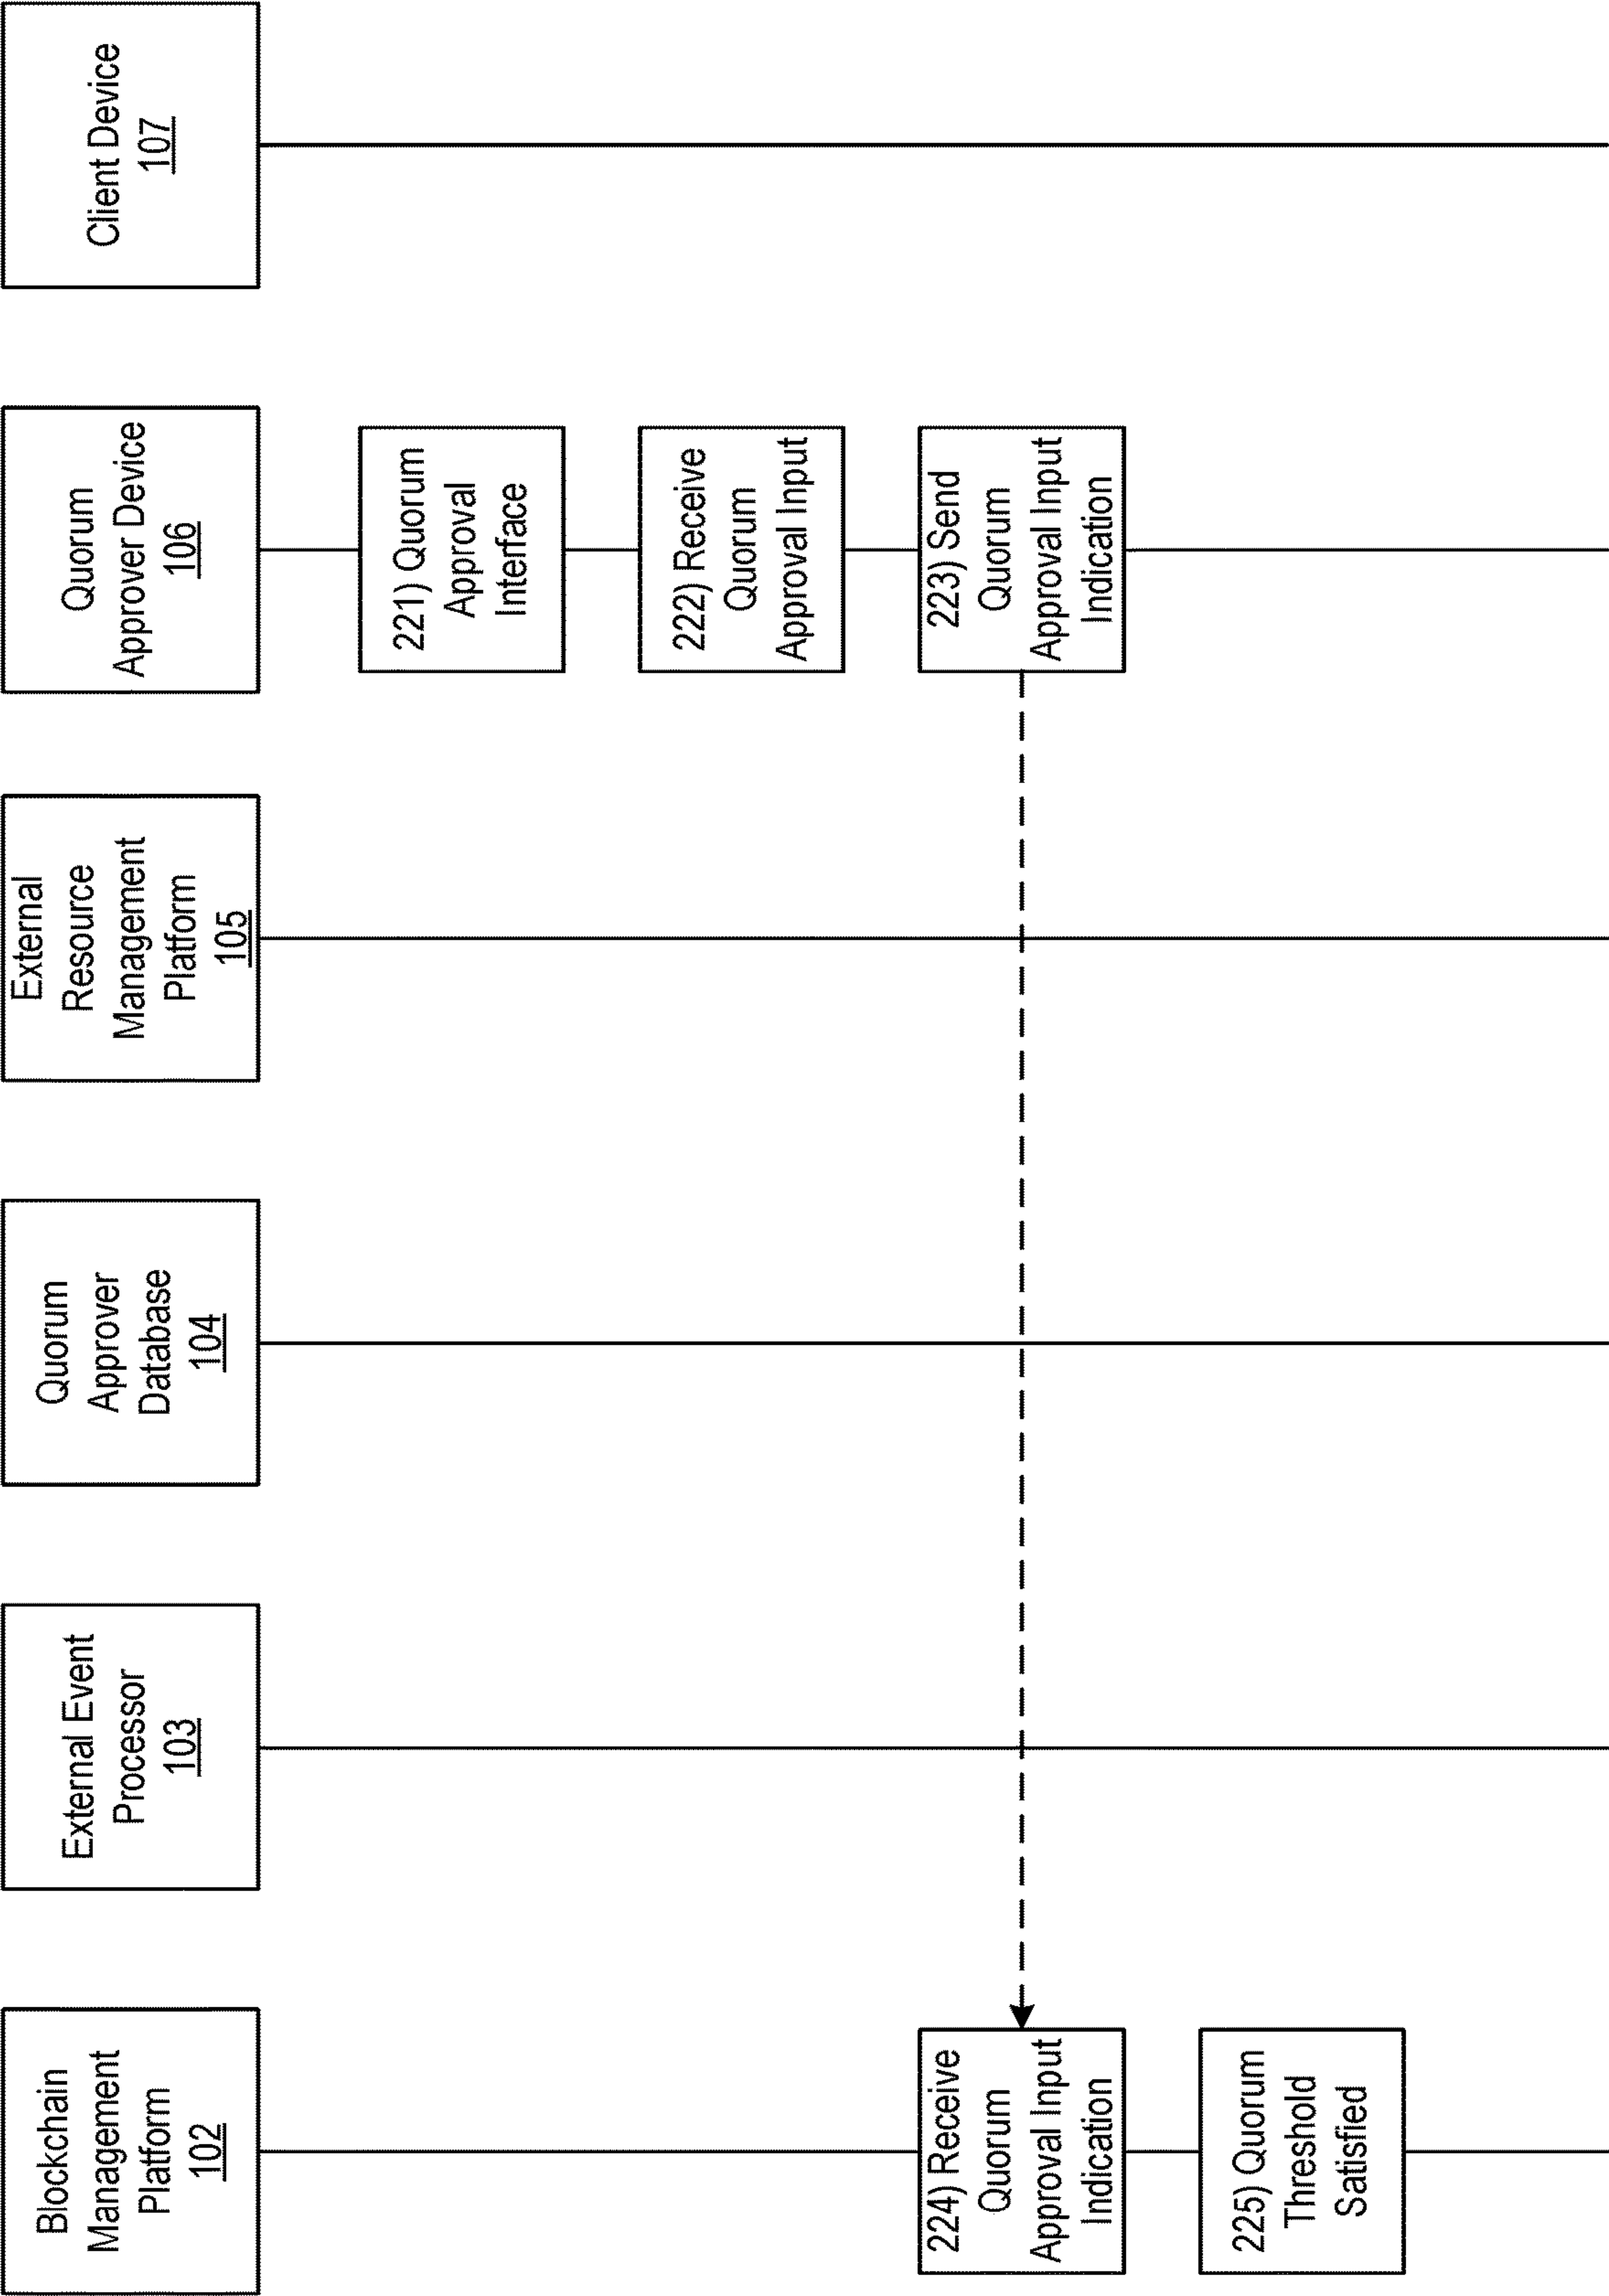 Blockchain
Management
Platform
102
External Event
Processor
103
Quorum
Approver
Database
104
External
Resource
Management
Platform
105
Quorum
Approver Device
106
Client Device
107
221) Quorum
Approval
Interface
222) Receive
Quorum
Approval Input
223) Send
Quorum
Approval Input
Indication
224) Receive
Quorum
Approval Input
Indication
225) Quorum
Threshold
Satisfied